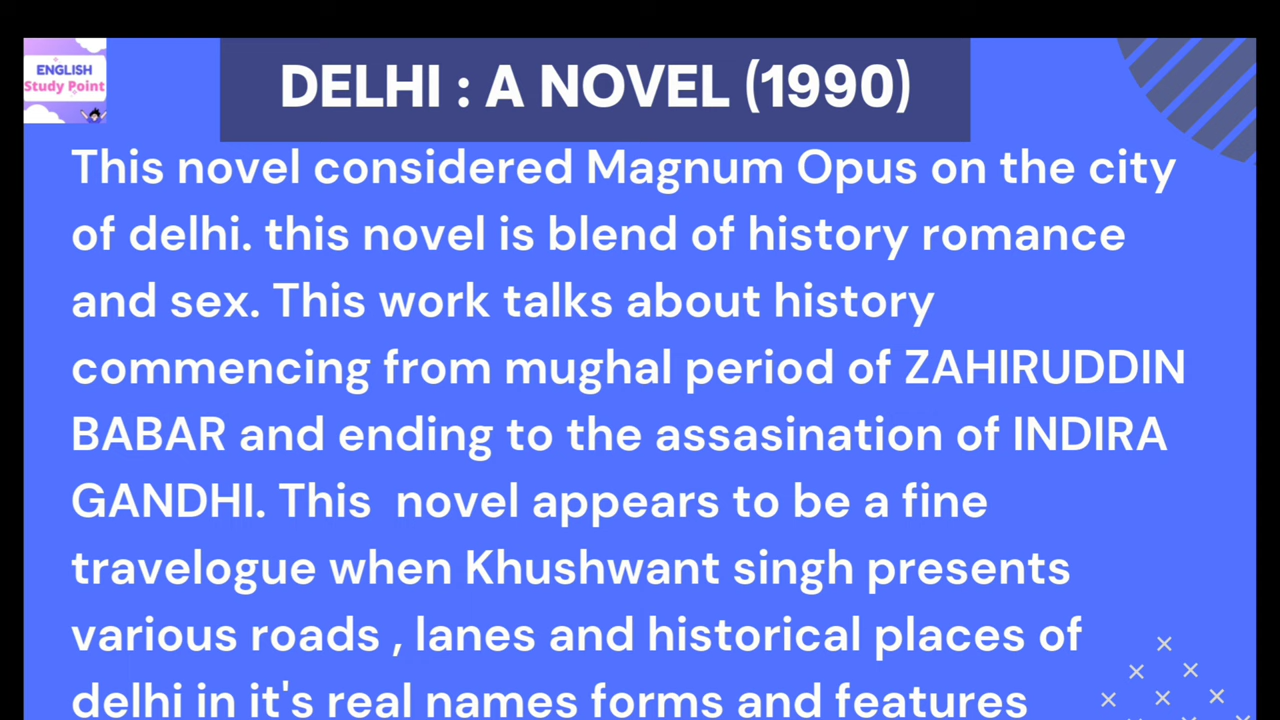 ENGLISH
Study Point
DELHI : A NOVEL (1990)
This novel considered Magnum Opus on the city
of delhi. this novel is blend of history romance
and sex. This work talks about history
commencing from mughal period of ZAHIRUDDIN
BABAR and ending to the assasination of INDIRA
GANDHI. This  novel appears to be a fine
travelogue when Khushwant singh presents
various roads , lanes and historical places of
delhi in it's real names forms and features